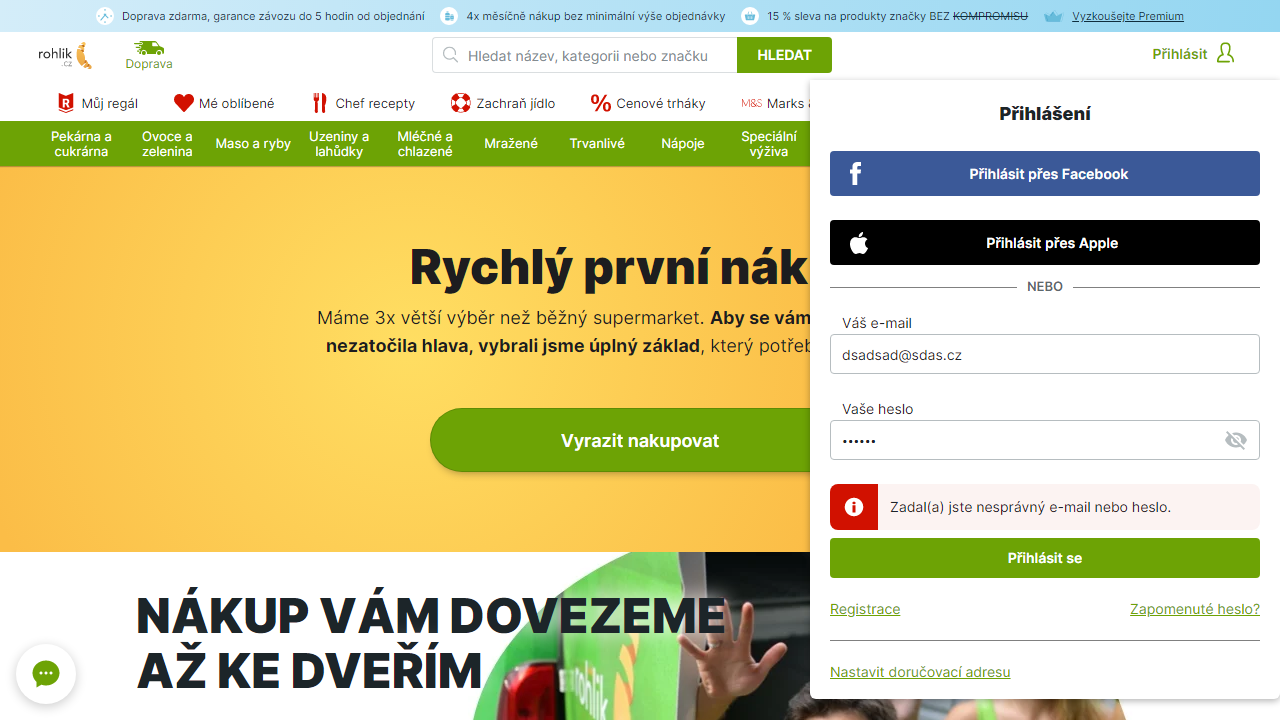 Doprava zdarma, garance závozu do 5 hodin od objednání
4x měsíčně nákup bez minimální výše objednávky
15 % sleva na produkty značky BEZ KOMPROMISU
Vyzkoušejte Premium
rohlik
.cz
Doprava
Hledat název, kategorii nebo značku
HLEDAT
Přihlásit
Můj regál
Mé oblíbené
Chef recepty
Zachraň jídlo
Cenové trháky
M&S Marks &
Pekárna a
cukrárna
Ovoce a
zelenina
Maso a ryby
Uzeniny a
lahůdky
Mléčné a
chlazené
Mražené
Trvanlivé
Nápoje
Speciální
výživa
Rychlý první nák
Máme 3x větší výběr než běžný supermarket. Aby se vám
nezatočila hlava, vybrali jsme úplný základ, který potřeb
Vyrazit nakupovat
NÁKUP VÁM DOVEZEME
AŽ KE DVEŘÍM
rohlik
Přihlášení
Přihlásit přes Facebook
Přihlásit přes Apple
NEBO
Váš e-mail
dsadsad@sdas.cz
Vaše heslo
••••••
Zadal(a) jste nesprávný e-mail nebo heslo.
Přihlásit se
Registrace
Zapomenuté heslo?
Nastavit doručovací adresu